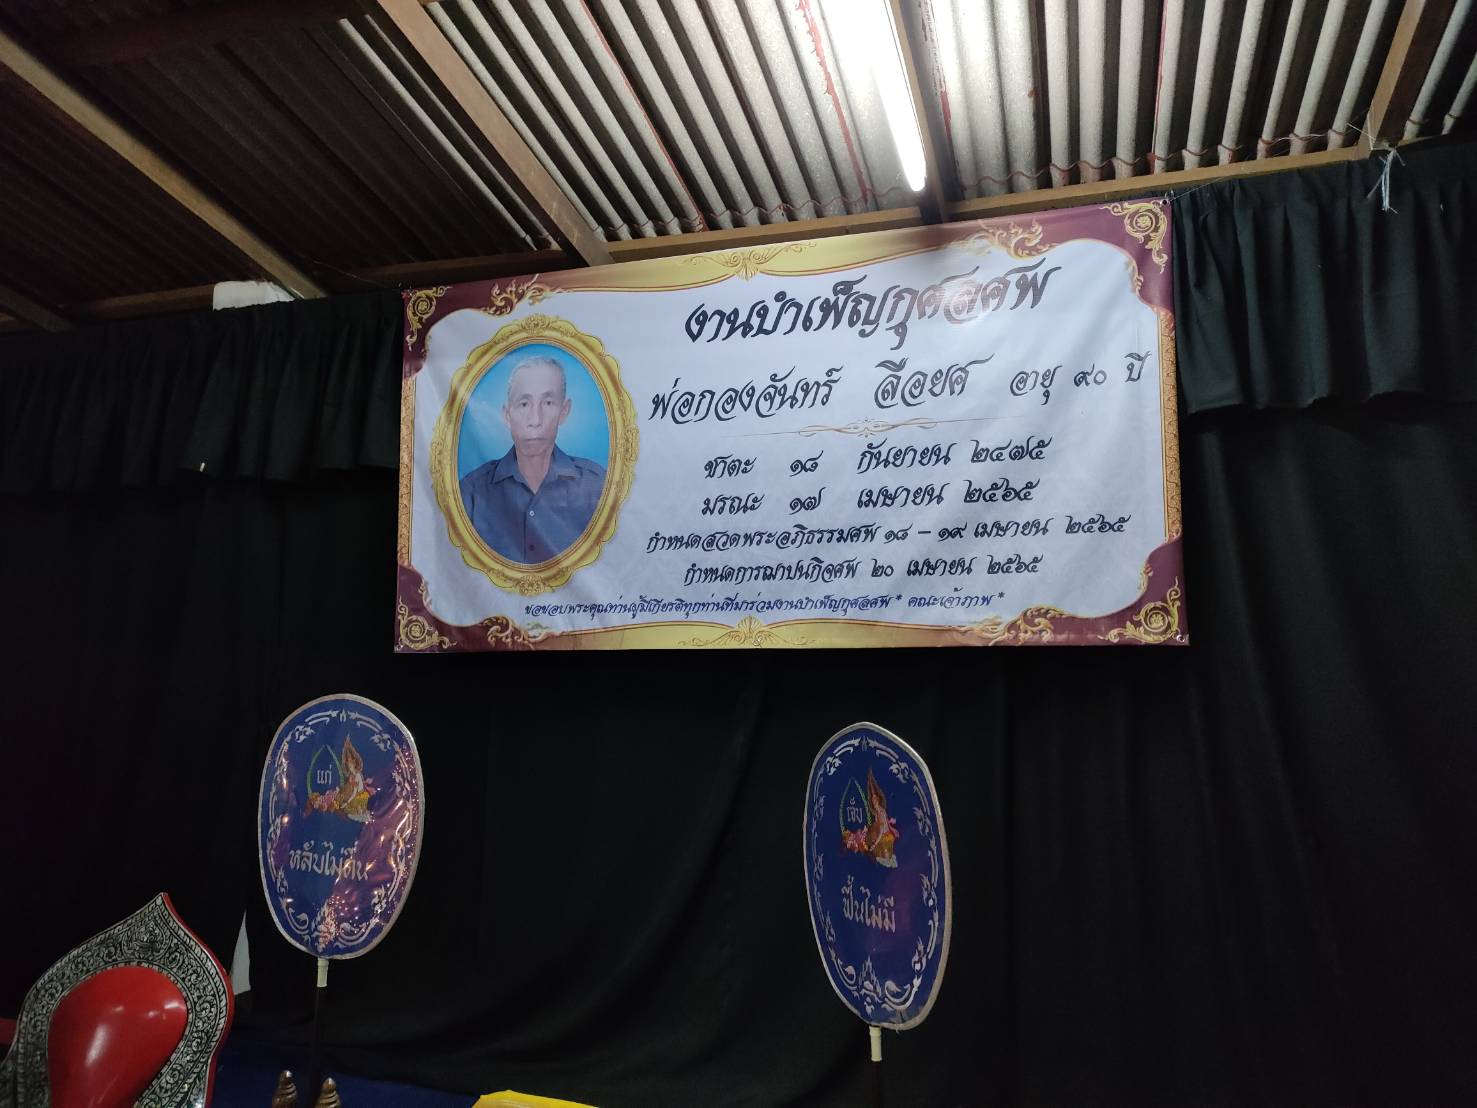 งานบำเพ็ญกุศลศพ
พ่อกองจันทร์ ลือยศ อายุ ๙๐ ปี
ชาตะ ๑๘ กันยายน ๒๔๗๕
มรณะ ๑๗ เมษายน ๒๕๖๕
กำหนดสวดพระอภิธรรมศพ ๑๘ - ๑๙ เมษายน ๒๕๖๕
กำหนดการฌาปนกิจศพ ๒๐ เมษายน ๒๕๖๕
ขอขอบพระคุณท่านผู้มีเกียรติทุกท่านที่มาร่วมงานบำเพ็ญกุศลศพ * คณะเจ้าภาพ *
แก่
หลับไม่ตื่น
เจ็บ
ฟื้นไม่มี